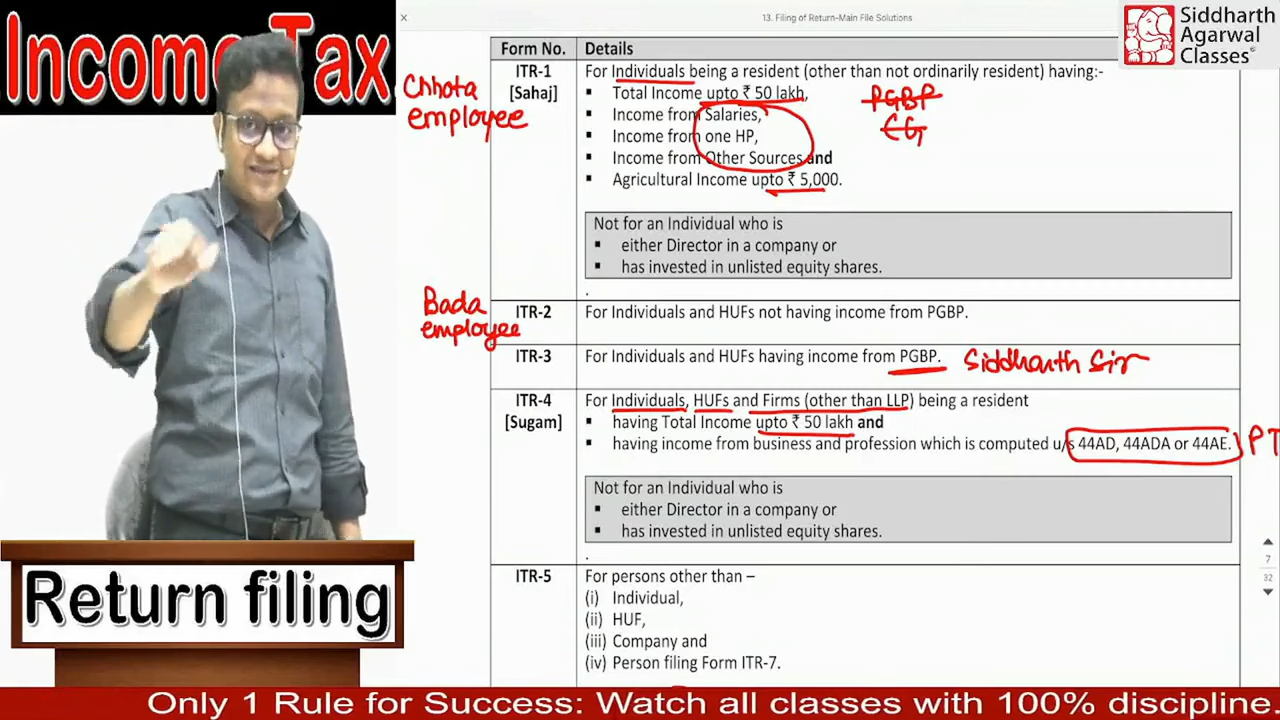 Income Tax
13. Filing of Return-Main File Solutions
Siddharth
Agarwal
Classes
Form No. Details
ITR-1 For Individuals being a resident (other than not ordinarily resident) having:-
[Sahaj] ▪ Total Income upto ₹ 50 lakh,
▪ Income from Salaries,
▪ Income from one HP,
▪ Income from Other Sources and
▪ Agricultural Income upto ₹ 5,000.
Chhota
employee
PGBP
CG
Not for an Individual who is
▪ either Director in a company or
▪ has invested in unlisted equity shares.
.
Bada
employee
ITR-2 For Individuals and HUFs not having income from PGBP.
ITR-3 For Individuals and HUFs having income from PGBP. Siddharth Sir
ITR-4 For Individuals, HUFs and Firms (other than LLP) being a resident
[Sugam] ▪ having Total Income upto ₹ 50 lakh and
▪ having income from business and profession which is computed u/s 44AD, 44ADA or 44AE. PT
Not for an Individual who is
▪ either Director in a company or
▪ has invested in unlisted equity shares.
.
ITR-5 For persons other than –
(i) Individual,
(ii) HUF,
(iii) Company and
(iv) Person filing Form ITR-7.
7
32
Return filing
Only 1 Rule for Success: Watch all classes with 100% discipline.